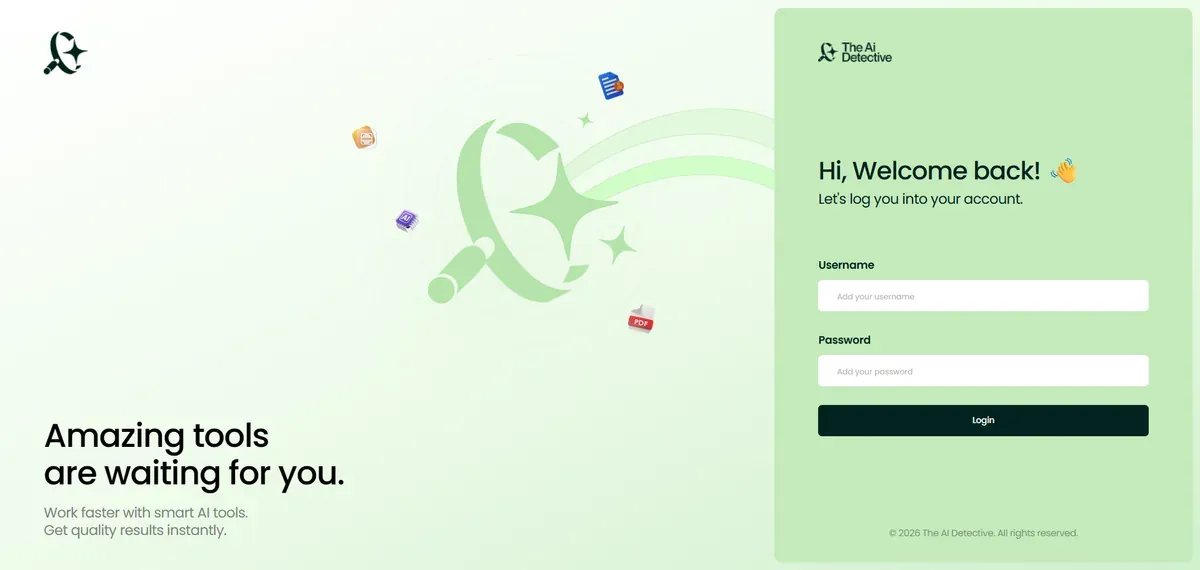 The Ai
Detective
Hi, Welcome back! 👋
Let's log you into your account.
Username
Add your username
Password
Add your password
Login
© 2026 The AI Detective. All rights reserved.
AI
PDF
Amazing tools
are waiting for you.
Work faster with smart AI tools.
Get quality results instantly.